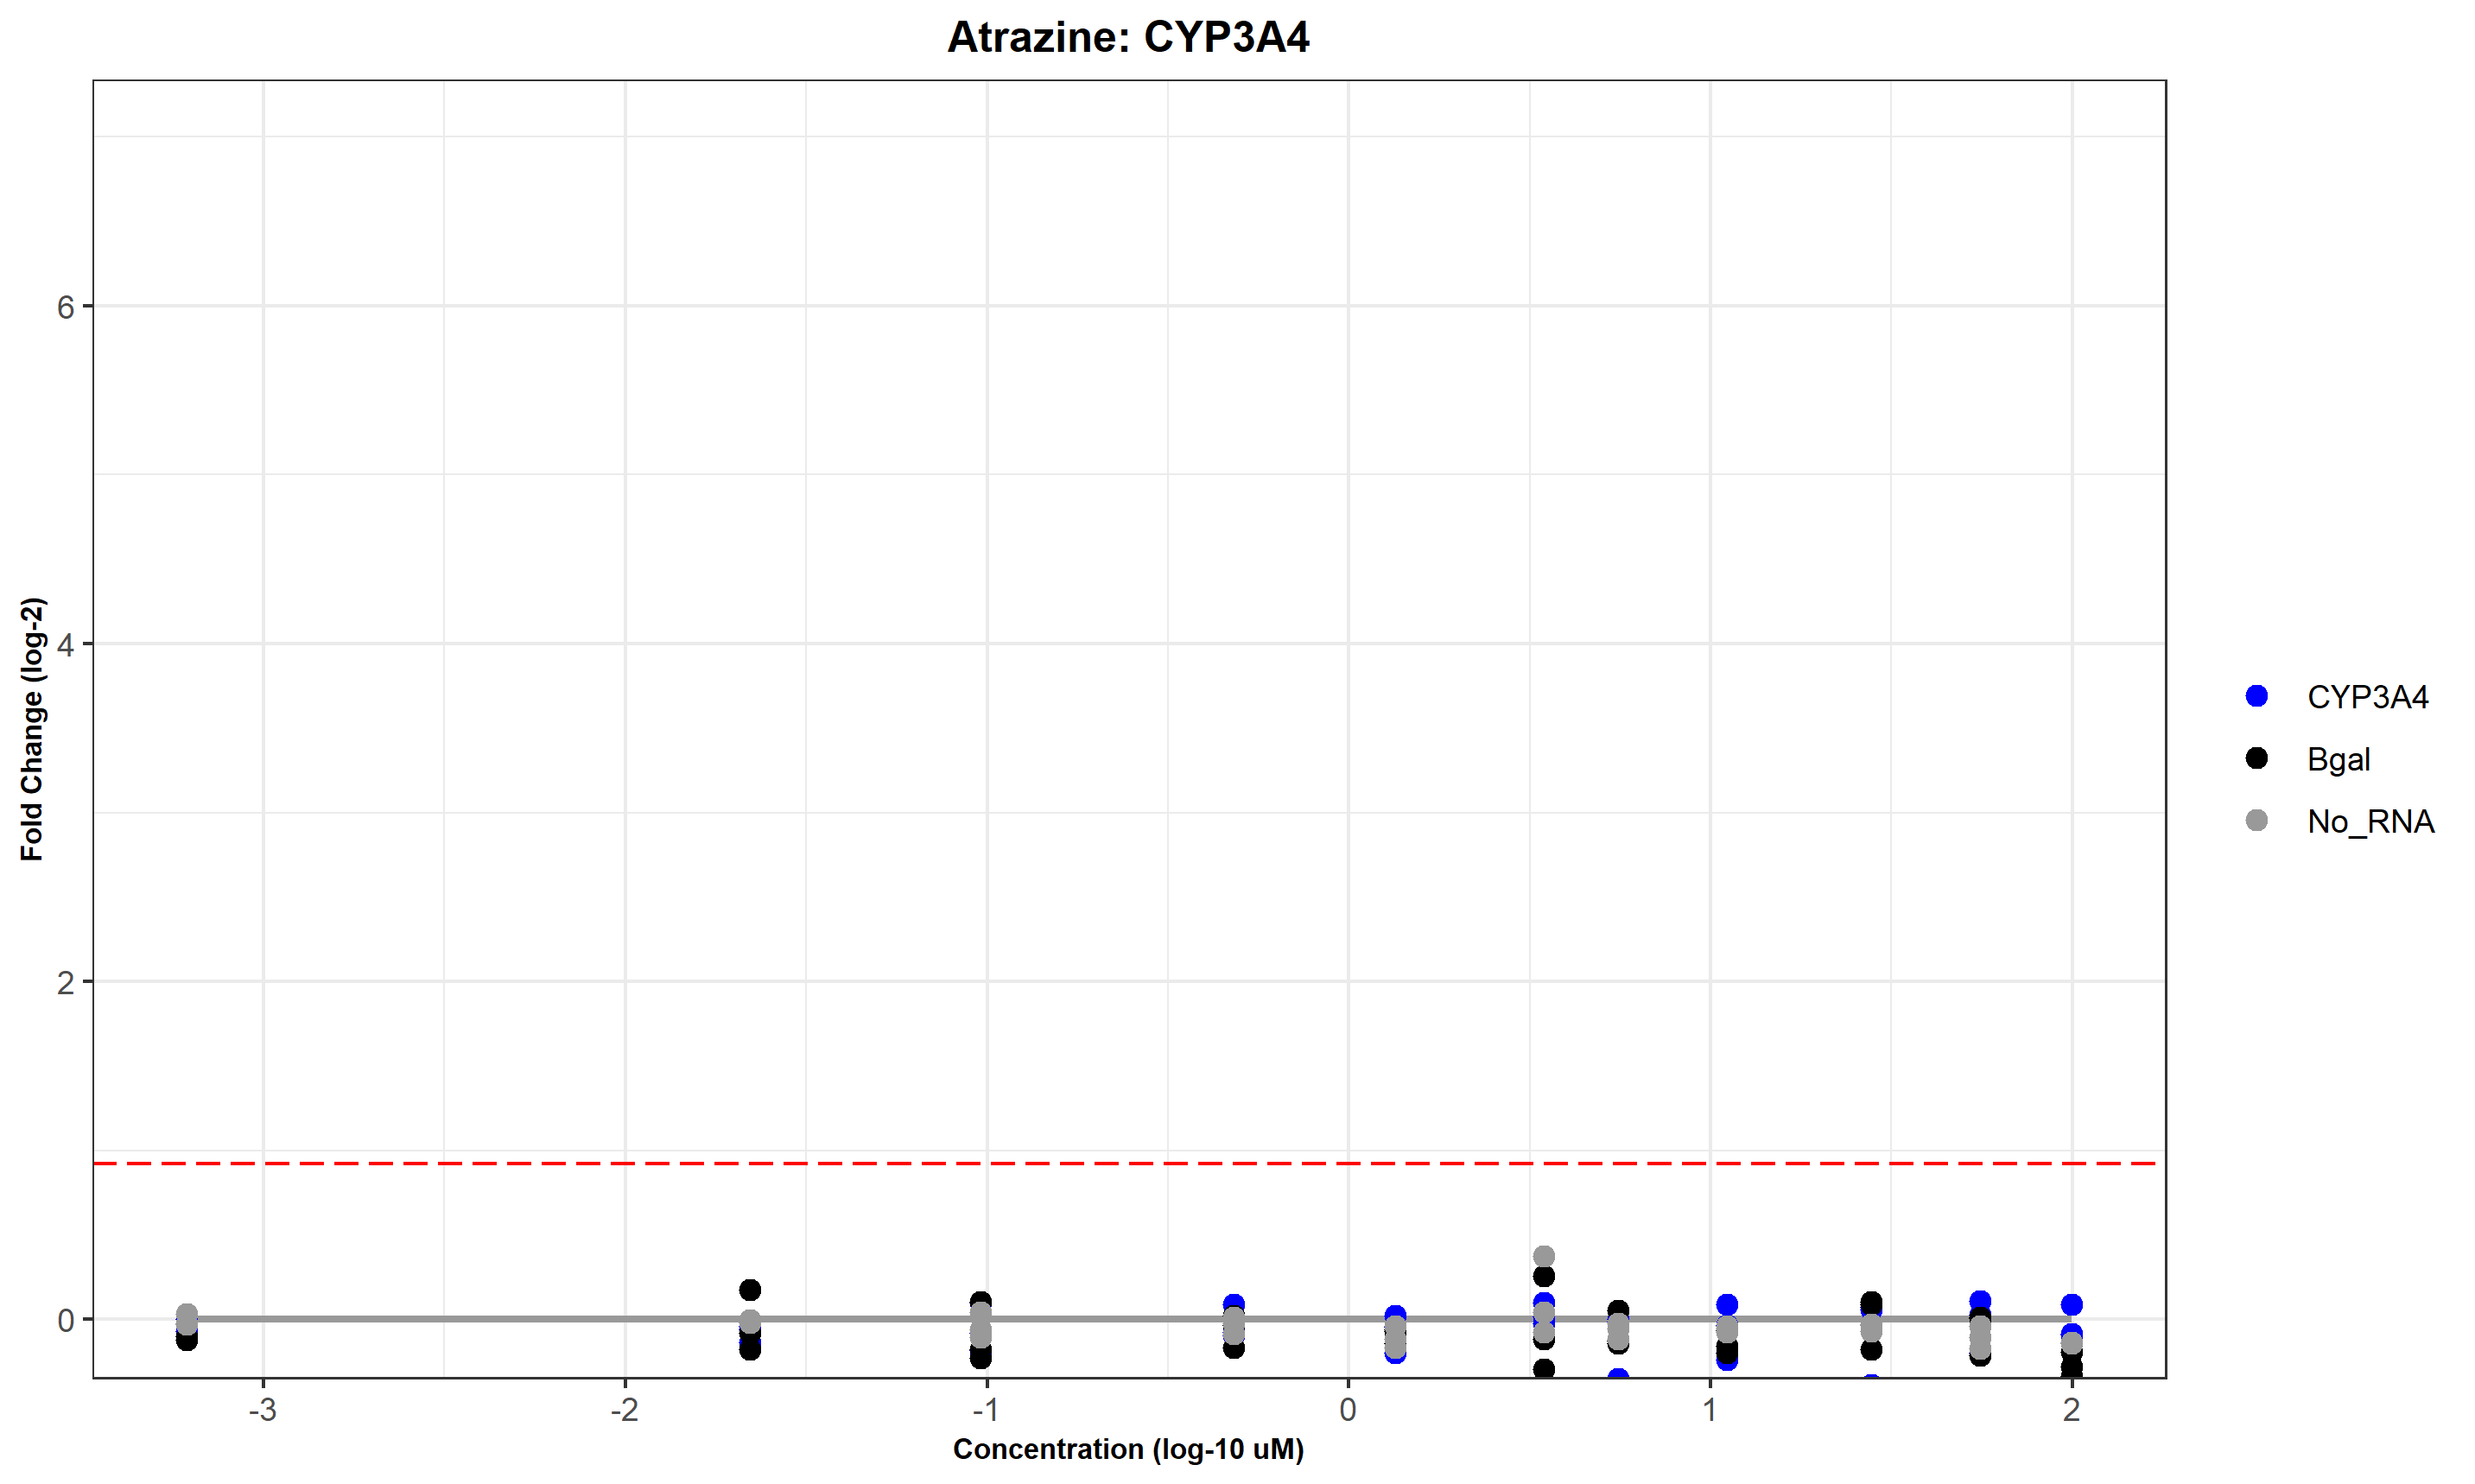 Atrazine: CYP3A4
Fold Change (log-2)
6
4
2
0
-3
-2
-1
0
1
2
Concentration (log-10 uM)
CYP3A4
Bgal
No_RNA